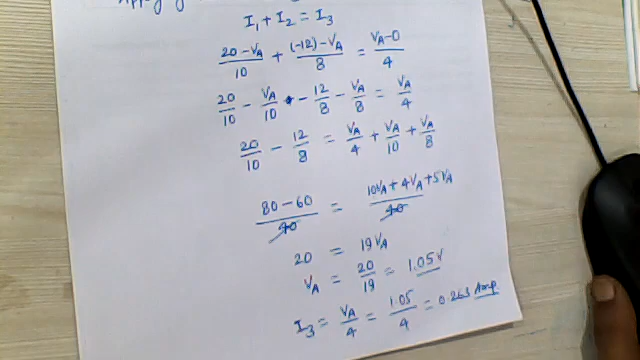 I₁ + I₂ = I₃
(20 - V_A)/10 + ((-12) - V_A)/8 = (V_A - 0)/4
20/10 - V_A/10 - 12/8 - V_A/8 = V_A/4
20/10 - 12/8 = V_A/4 + V_A/10 + V_A/8
(80 - 60)/40 = (10V_A + 4V_A + 5V_A)/40
20 = 19V_A
V_A = 20/19 = 1.05V
I₃ = V_A/4 = 1.05/4 = 0.263 Amp